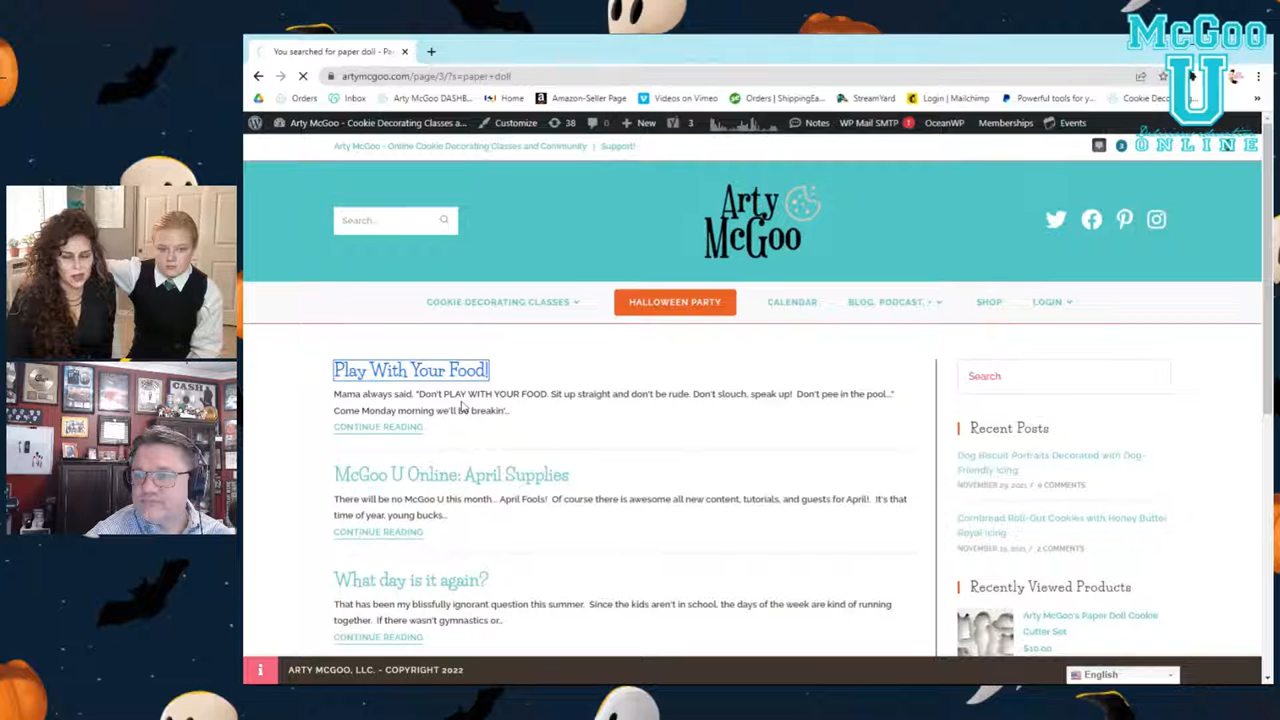 McGoo
U
ONLINE
You searched for paper doll - Pa
artymcgoo.com/page/3/?s=paper+doll
Orders
Inbox
Arty McGoo DASHB...
Home
Amazon-Seller Page
Videos on Vimeo
Orders | ShippingEa...
StreamYard
Login | Mailchimp
Powerful tools for y...
Cookie Deco
Arty McGoo - Cookie Decorating Classes a...
Customize
38
0
New
3
Notes
WP Mail SMTP
OceanWP
Memberships
Events
Arty McGoo - Online Cookie Decorating Classes and Community | Support!
Search...
Arty
McGoo
COOKIE DECORATING CLASSES
HALLOWEEN PARTY
CALENDAR
BLOG, PODCAST, +
SHOP
LOGIN
Play With Your Food!
Mama always said, "Don't PLAY WITH YOUR FOOD. Sit up straight and don't be rude. Don't slouch, speak up! Don't pee in the pool..."
Come Monday morning we'll be breakin'...
CONTINUE READING
McGoo U Online: April Supplies
There will be no McGoo U this month... April Fools! Of course there is awesome all new content, tutorials, and guests for April! It's that
time of year, young bucks...
CONTINUE READING
What day is it again?
That has been my blissfully ignorant question this summer. Since the kids aren't in school, the days of the week are kind of running
together. If there wasn't gymnastics or...
CONTINUE READING
Search
Recent Posts
Dog Biscuit Portraits Decorated with Dog-
Friendly Icing
NOVEMBER 29, 2021 / 0 COMMENTS
Cornbread Roll-Out Cookies with Honey Butter
Royal Icing
2 COMMENTS
Recently Viewed Products
Arty McGoo's Paper Doll Cookie
Cutter Set
$10.00
ARTY MCGOO, LLC. - COPYRIGHT 2022
English
CASH